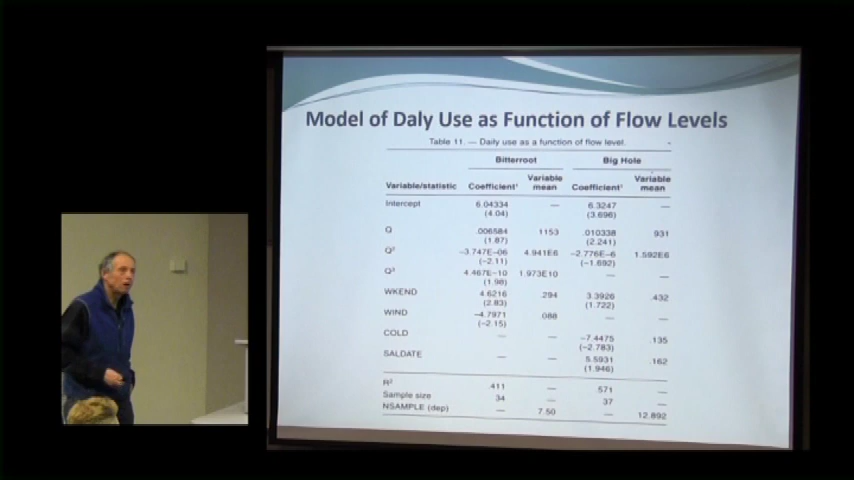 Model of Daly Use as Function of Flow Levels
Table 11. — Daily use as a function of flow level.
Bitterroot Big Hole
Variable/statistic Coefficient¹ Variable mean Coefficient¹ Variable mean
Intercept 6.04334 — 6.3247 —
(4.04) (3.696)
Q .006584 1153 .010338 931
(1.87) (2.241)
Q² −3.747E-06 4.941E6 −2.776E-6 1.592E6
(−2.11) (−1.692)
Q³ 4.467E-10 1.973E10 — —
(1.98)
WKEND 4.6216 .294 3.3926 .432
(2.83) (1.722)
WIND −4.7971 088 — —
(−2.15)
COLD — — −7.4475 .135
(−2.783)
SALDATE — — 5.5931 .162
(1.946)
R² .411 — .571 —
Sample size 34 — 37 —
NSAMPLE (dep) — 7.50 — 12.892